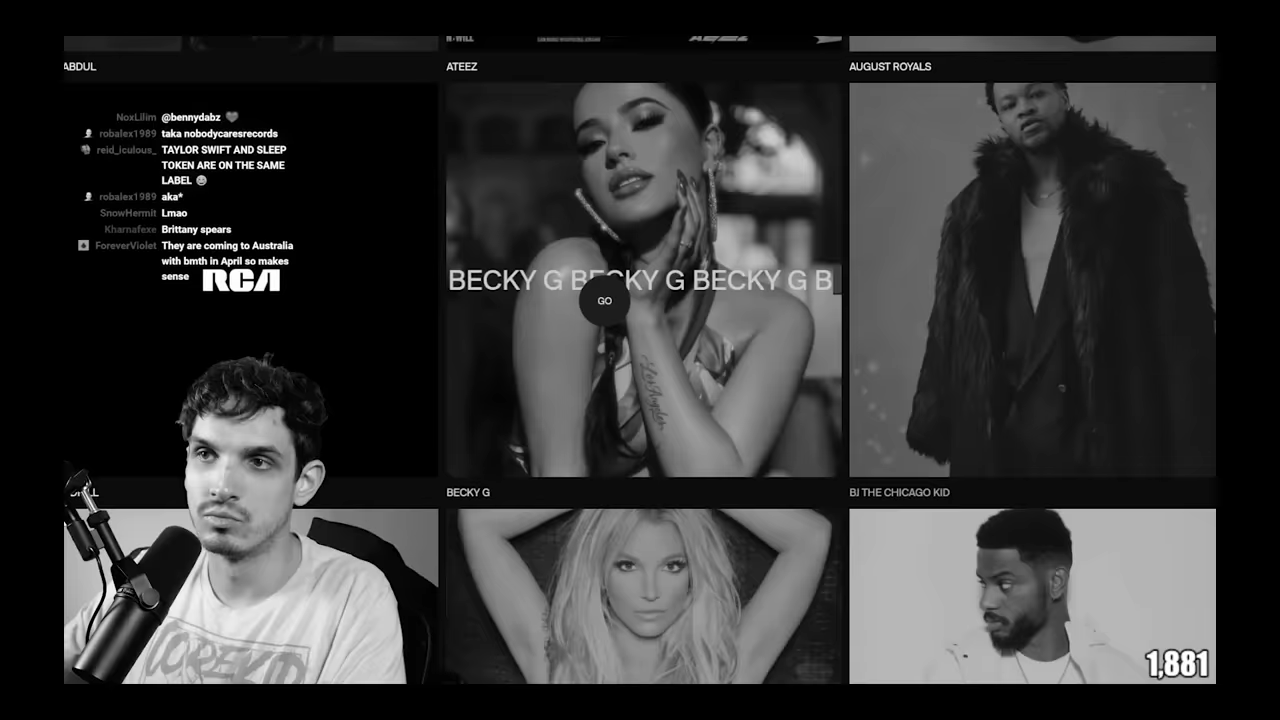 ABDUL
ATEEZ
AUGUST ROYALS
NoxLilim @bennydabz
robalex1989 taka nobodycaresrecords
reid_iculous_ TAYLOR SWIFT AND SLEEP
TOKEN ARE ON THE SAME
LABEL
robalex1989 aka*
SnowHermit Lmao
Kharnafexe Brittany spears
ForeverViolet They are coming to Australia
with bmth in April so makes
sense
RCA
BECKY G BECKY G BECKY G B
GO
Los Angeles
BECKY G
BJ THE CHICAGO KID
1,881